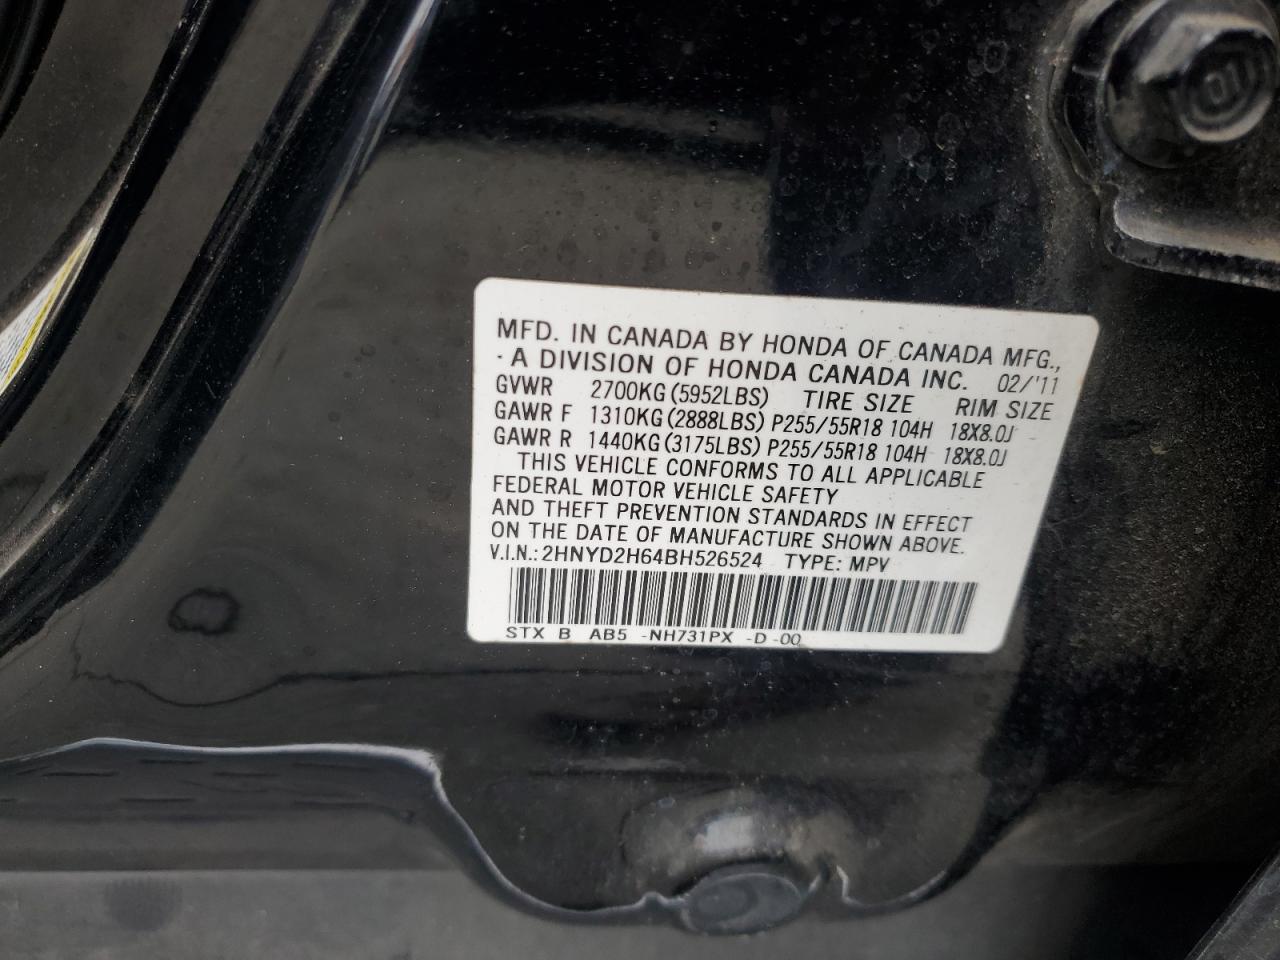 MFD. IN CANADA BY HONDA OF CANADA MFG.,
· A DIVISION OF HONDA CANADA INC. 02/'11
GVWR 2700KG (5952LBS) TIRE SIZE RIM SIZE
GAWR F 1310KG (2888LBS) P255/55R18 104H 18X8.0J
GAWR R 1440KG (3175LBS) P255/55R18 104H 18X8.0J
THIS VEHICLE CONFORMS TO ALL APPLICABLE
FEDERAL MOTOR VEHICLE SAFETY
AND THEFT PREVENTION STANDARDS IN EFFECT
ON THE DATE OF MANUFACTURE SHOWN ABOVE.
V.I.N.: 2HNYD2H64BH526524 TYPE: MPV
STX B AB5 -NH731PX -D -00